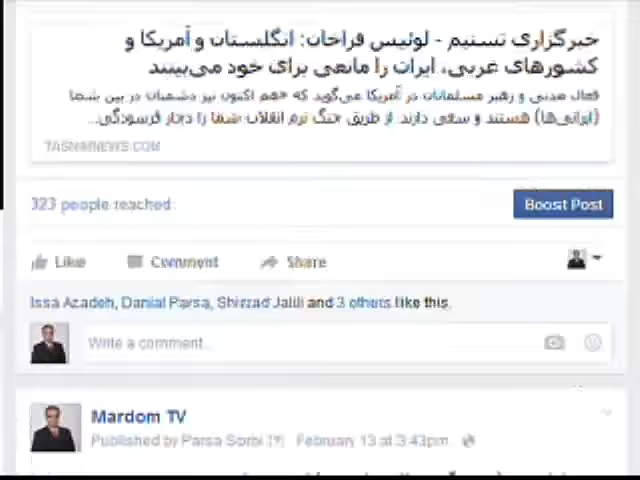 خبرگزاری تسنیم - لوئیس فراخان: انگلستان و آمریکا و
کشورهای عربی، ایران را مانعی برای خود می‌بینند
فعال مدنی و رهبر مسلمانان در آمریکا می‌گوید که «هم اکنون نیز دشمنان در بین شما
(ایرانی‌ها) هستند و سعی دارند از طریق جنگ نرم انقلاب شما را دچار فرسودگی...
TASNIMNEWS.COM
323 people reached
Boost Post
Like Comment Share
Issa Azadeh, Danial Parsa, Shirzad Jalili and 3 others like this.
Write a comment...
Mardom TV
Published by Parsa Sorbi [?] February 13 at 3:43pm